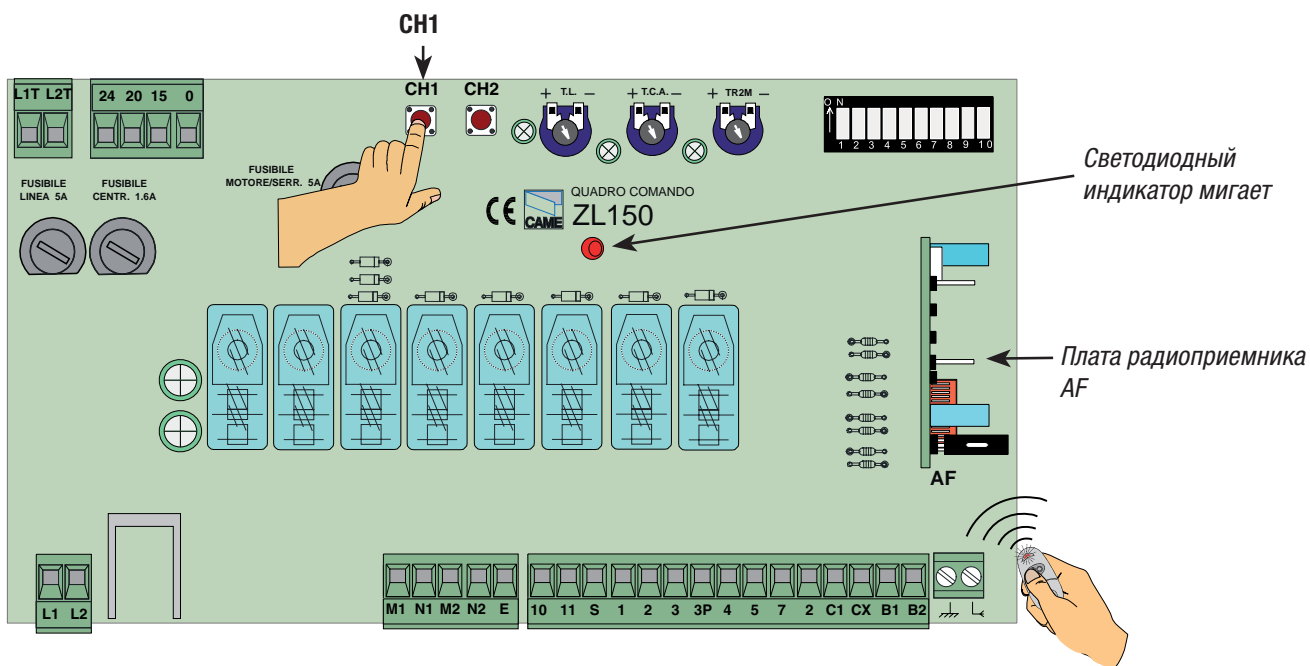 CH1
L1T L2T
24 20 15 0
CH1 CH2
+ T.L. −
+ T.C.A. −
+ TR2M −
O N
1 2 3 4 5 6 7 8 9 10
FUSIBILE
LINEA 5A
FUSIBILE
CENTR. 1.6A
FUSIBILE
MOTORE/SERR. 5A
CE
CAME
QUADRO COMANDO
ZL150
Светодиодный
индикатор мигает
Плата радиоприемника
AF
AF
L1 L2
M1 N1 M2 N2 E
10 11 S 1 2 3 3P 4 5 7 2 C1 CX B1 B2